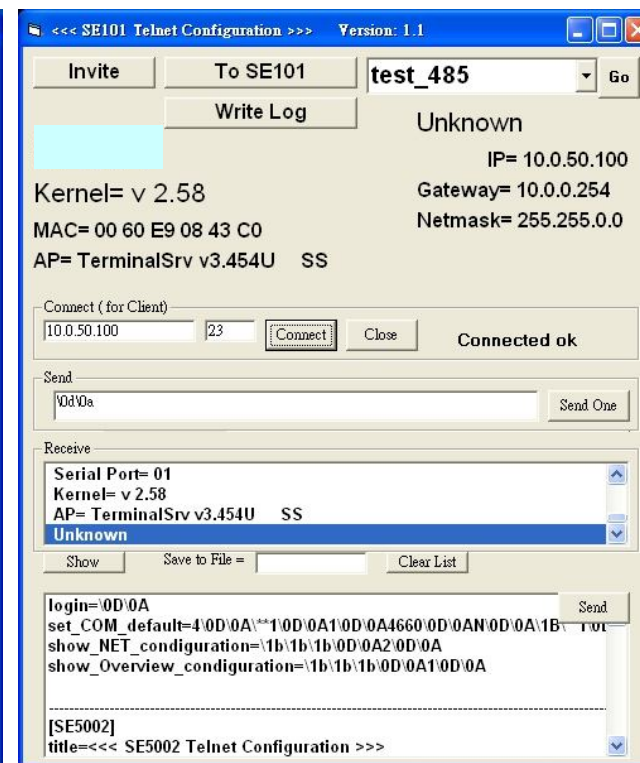 <<< SE101 Telnet Configuration >>> Version: 1.1
Invite To SE101 test_485 Go
Write Log
Unknown
IP= 10.0.50.100
Kernel= v 2.58 Gateway= 10.0.0.254
MAC= 00 60 E9 08 43 C0 Netmask= 255.255.0.0
AP= TerminalSrv v3.454U SS
Connect ( for Client)
10.0.50.100 23 Connect Close Connected ok
Send
\0d\0a Send One
Receive
Serial Port= 01
Kernel= v 2.58
AP= TerminalSrv v3.454U SS
Unknown
Show Save to File = Clear List
login=\0D\0A Send
set_COM_default=4\0D\0A\**1\0D\0A1\0D\0A4660\0D\0AN\0D\0A\1B\
show_NET_condiguration=\1b\1b\1b\0D\0A2\0D\0A
show_Overview_condiguration=\1b\1b\1b\0D\0A1\0D\0A
[SE5002]
title=<<< SE5002 Telnet Configuration >>>